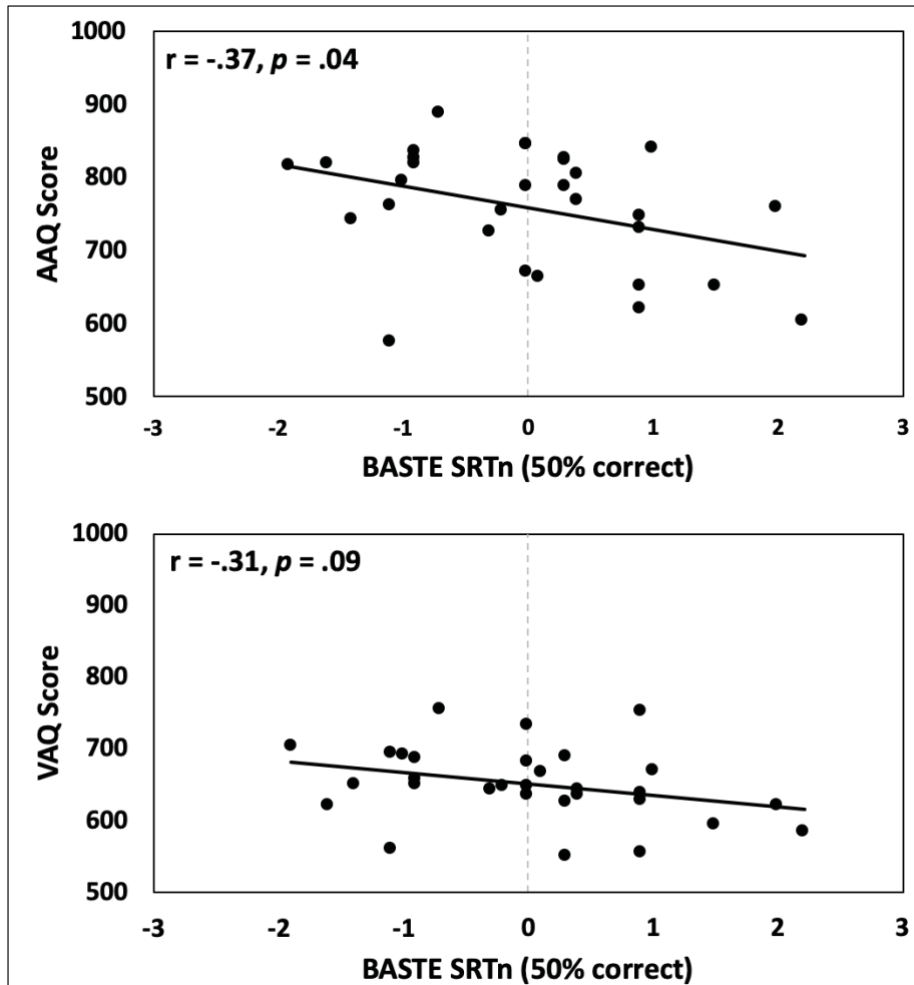 r = -.37, p = .04
AAQ Score
1000
900
800
700
600
500
-3 -2 -1 0 1 2 3
BASTE SRTn (50% correct)
r = -.31, p = .09
VAQ Score
1000
900
800
700
600
500
-3 -2 -1 0 1 2 3
BASTE SRTn (50% correct)